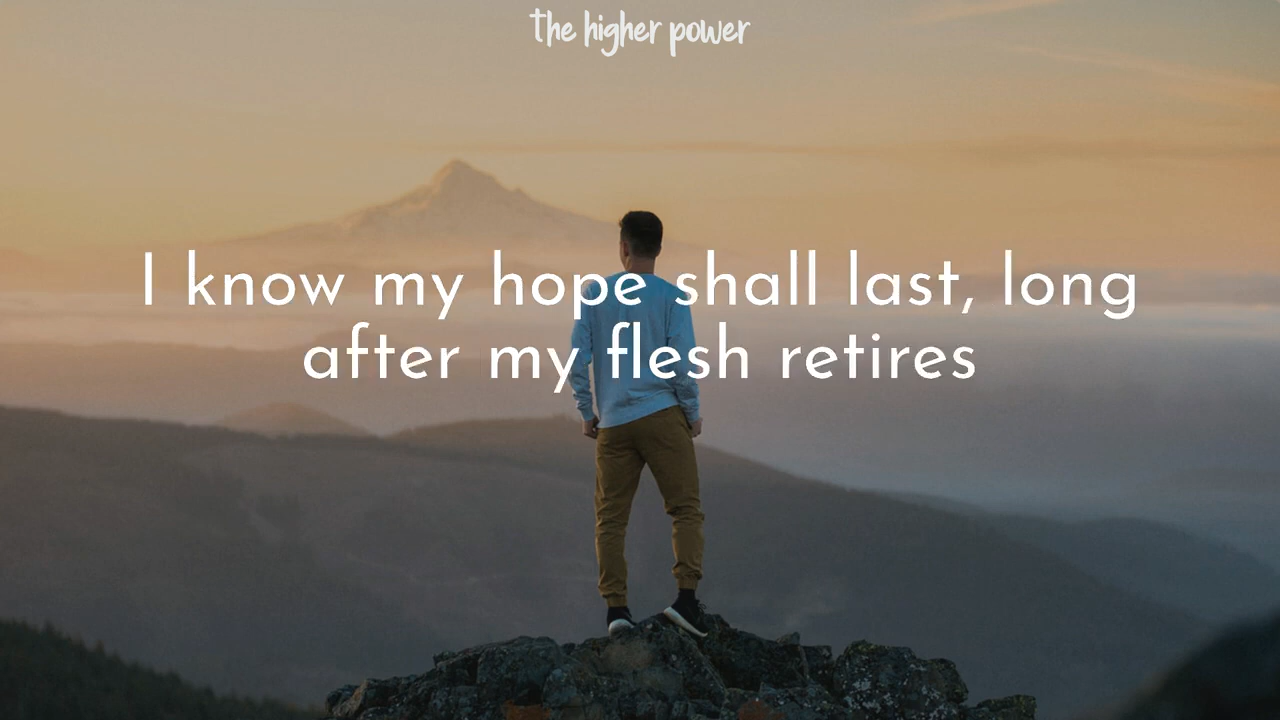 the higher power
I know my hope shall last, long
after my flesh retires